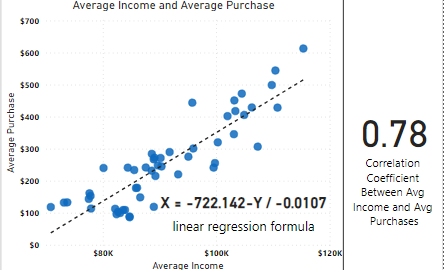 Average Income and Average Purchase
$700
$600
$500
$400
$300
$200
$100
$0
Average Purchase
$80K
$100K
$120K
Average Income
X = -722.142-Y / -0.0107
linear regression formula
0.78
Correlation
Coefficient
Between Avg
Income and Avg
Purchases